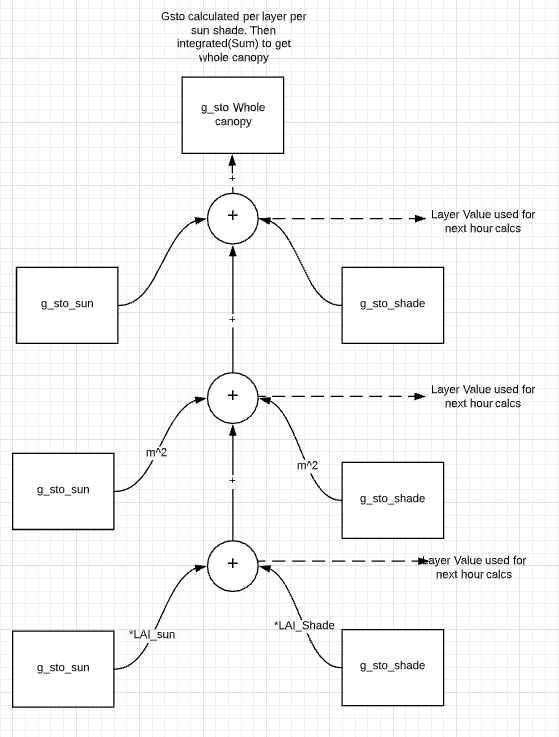 Gsto calculated per layer per
sun shade. Then
integrated(Sum) to get
whole canopy
g_sto Whole
canopy
+
+
Layer Value used for
next hour calcs
g_sto_sun
g_sto_shade
+
+
Layer Value used for
next hour calcs
m^2
m^2
g_sto_sun
g_sto_shade
+
+
Layer Value used for
next hour calcs
*LAI_sun
*LAI_Shade
g_sto_sun
g_sto_shade